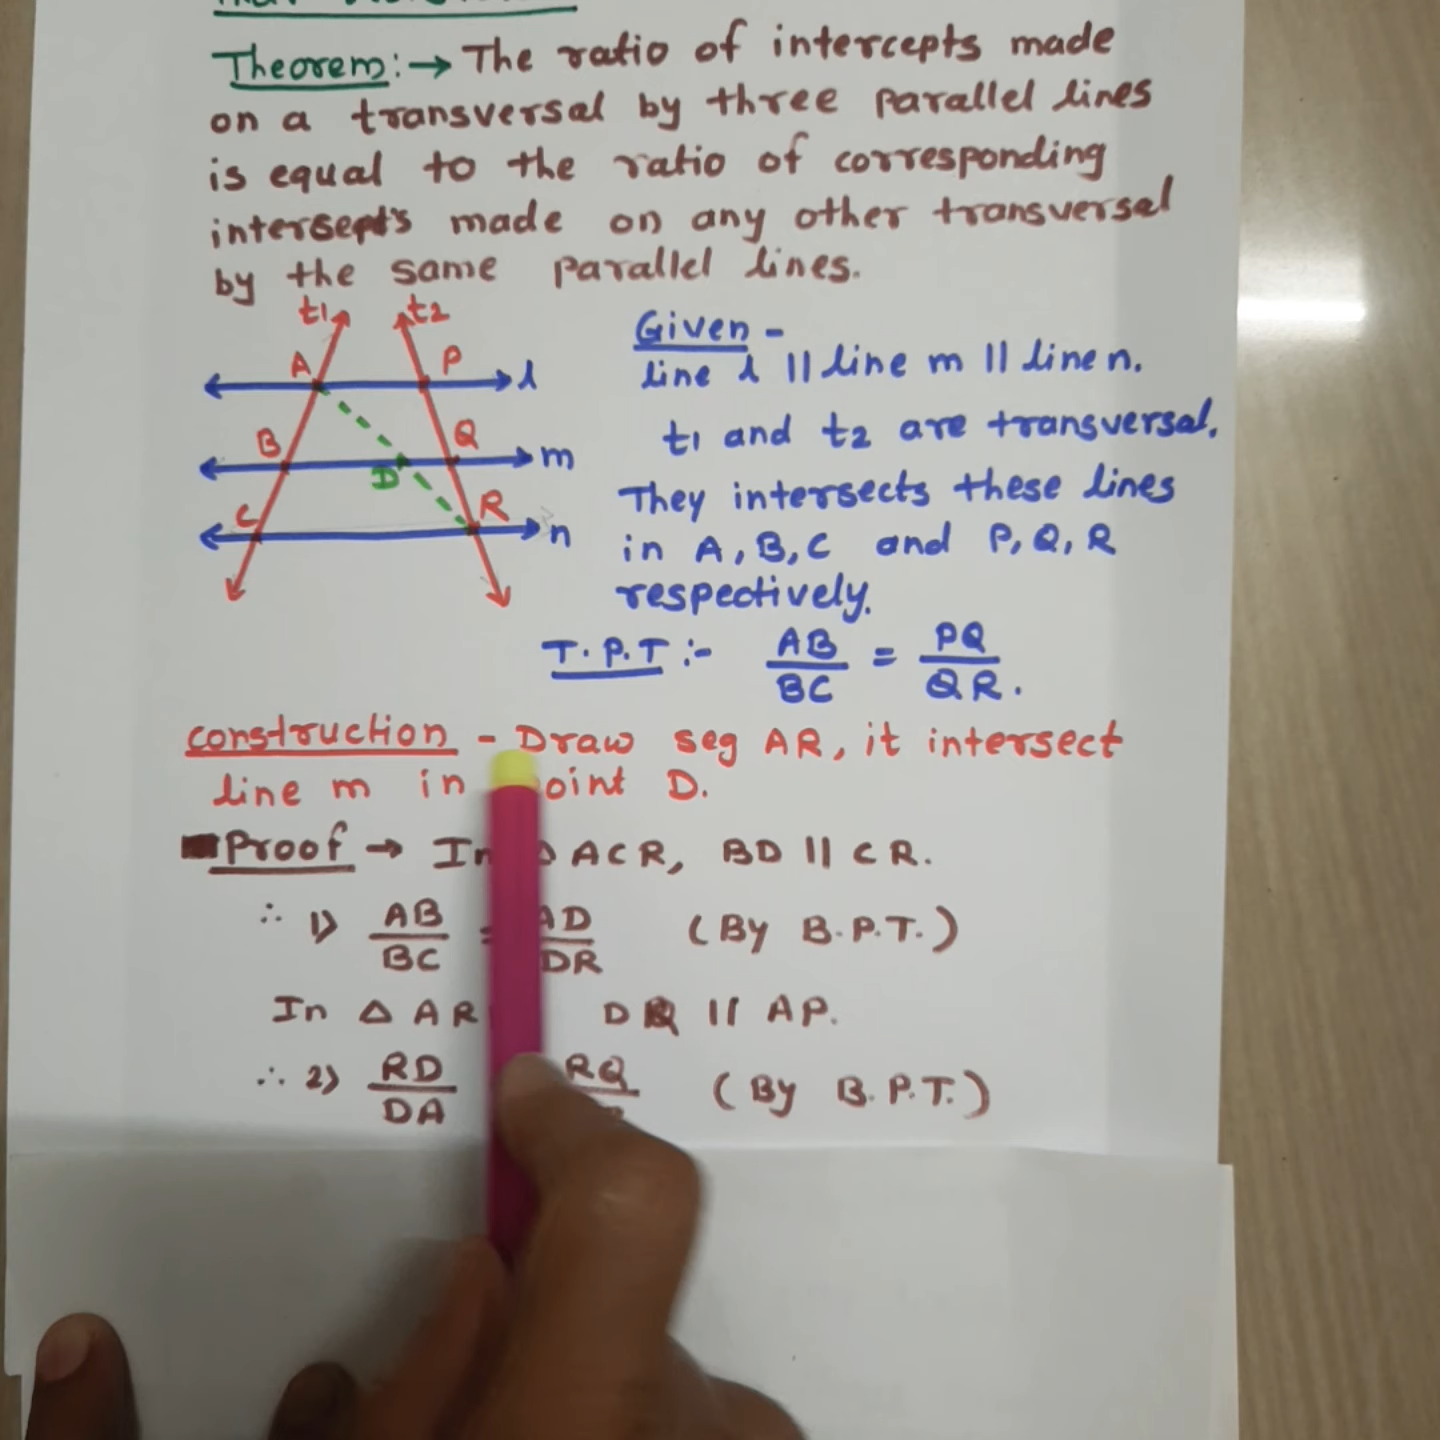 Theorem:→ The ratio of intercepts made
on a transversal by three parallel lines
is equal to the ratio of corresponding
intersepts made on any other transversal
by the same parallel lines.
t1 t2
A P l
B Q m
D
C R n
Given -
line l || line m || line n.
t1 and t2 are transversal.
They intersects these lines
in A, B, C and P, Q, R
respectively.
T.P.T :- AB/BC = PQ/QR.
construction - Draw seg AR, it intersect
line m in D.
Proof → In ACR, BD || CR.
∴ 1) AB/BC = AD/DR (By B.P.T.)
In △ AR DQ || AP.
∴ 2) RD/DA RQ (By B.P.T.)